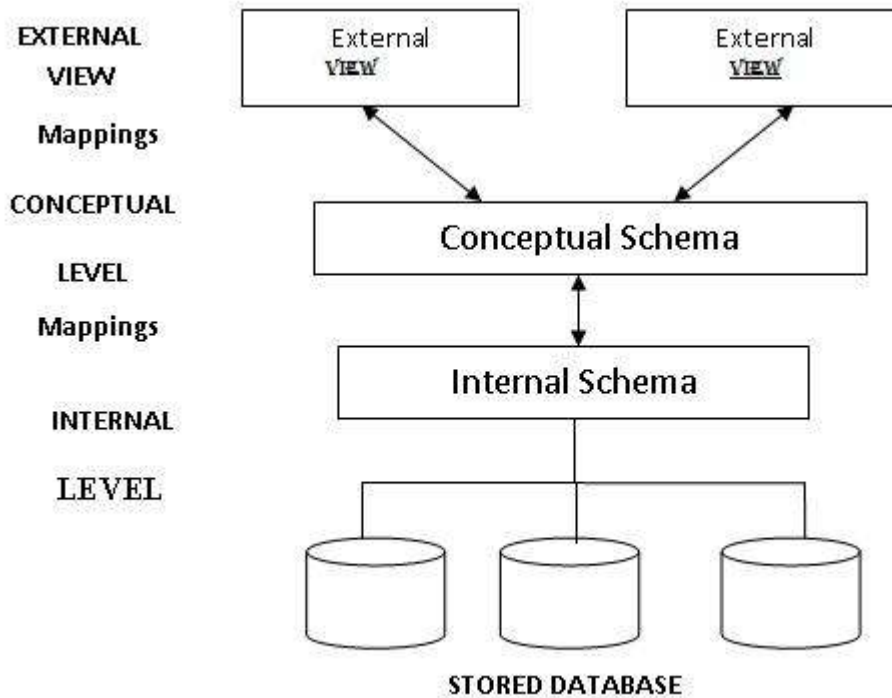 EXTERNAL
VIEW
External
VIEW
External
VIEW
Mappings
CONCEPTUAL
Conceptual Schema
LEVEL
Mappings
Internal Schema
INTERNAL
LEVEL
STORED DATABASE